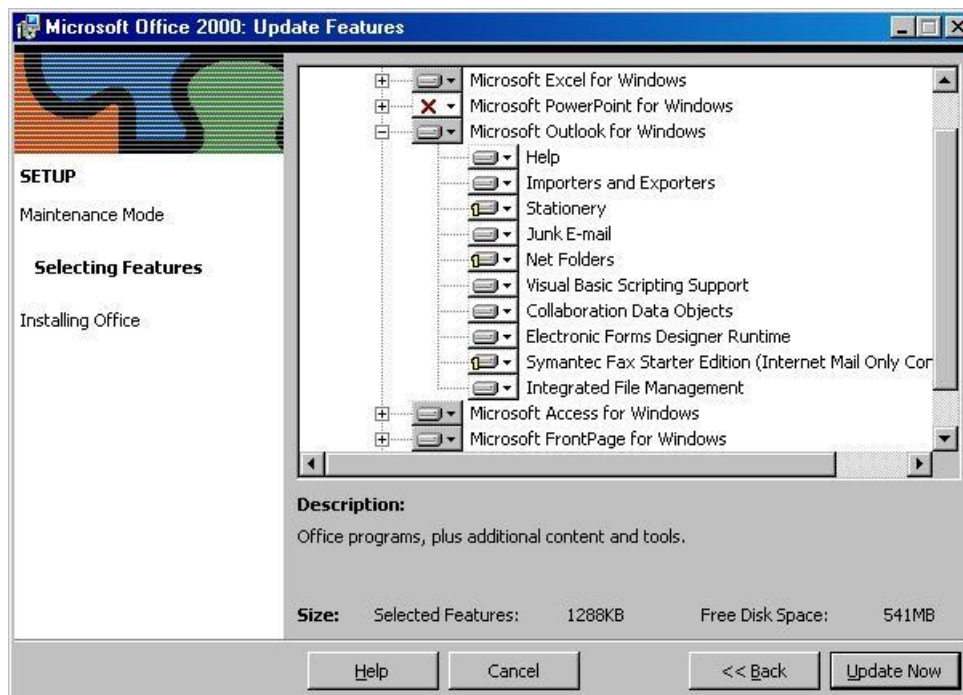 Microsoft Office 2000: Update Features
SETUP
Maintenance Mode
Selecting Features
Installing Office
Microsoft Excel for Windows
Microsoft PowerPoint for Windows
Microsoft Outlook for Windows
Help
Importers and Exporters
Stationery
Junk E-mail
Net Folders
Visual Basic Scripting Support
Collaboration Data Objects
Electronic Forms Designer Runtime
Symantec Fax Starter Edition (Internet Mail Only Cor
Integrated File Management
Microsoft Access for Windows
Microsoft FrontPage for Windows
Description:
Office programs, plus additional content and tools.
Size: Selected Features: 1288KB Free Disk Space: 541MB
Help Cancel << Back Update Now